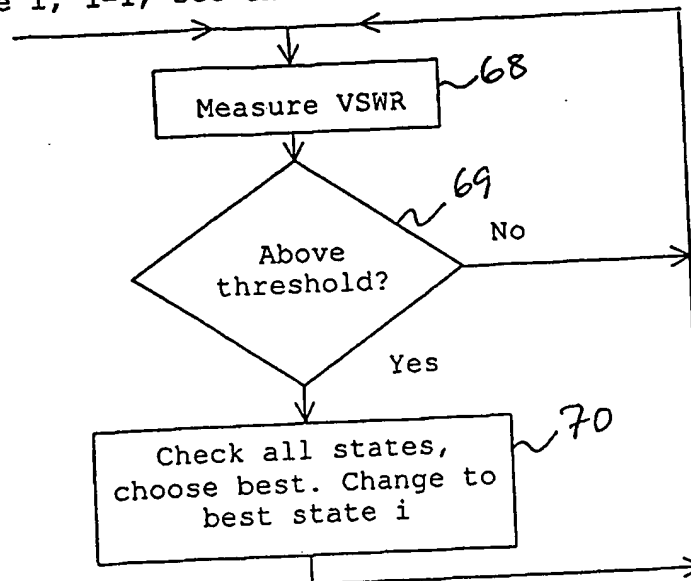 Measure VSWR
68
69
Above
threshold?
No
Yes
Check all states,
choose best. Change to
best state i
70